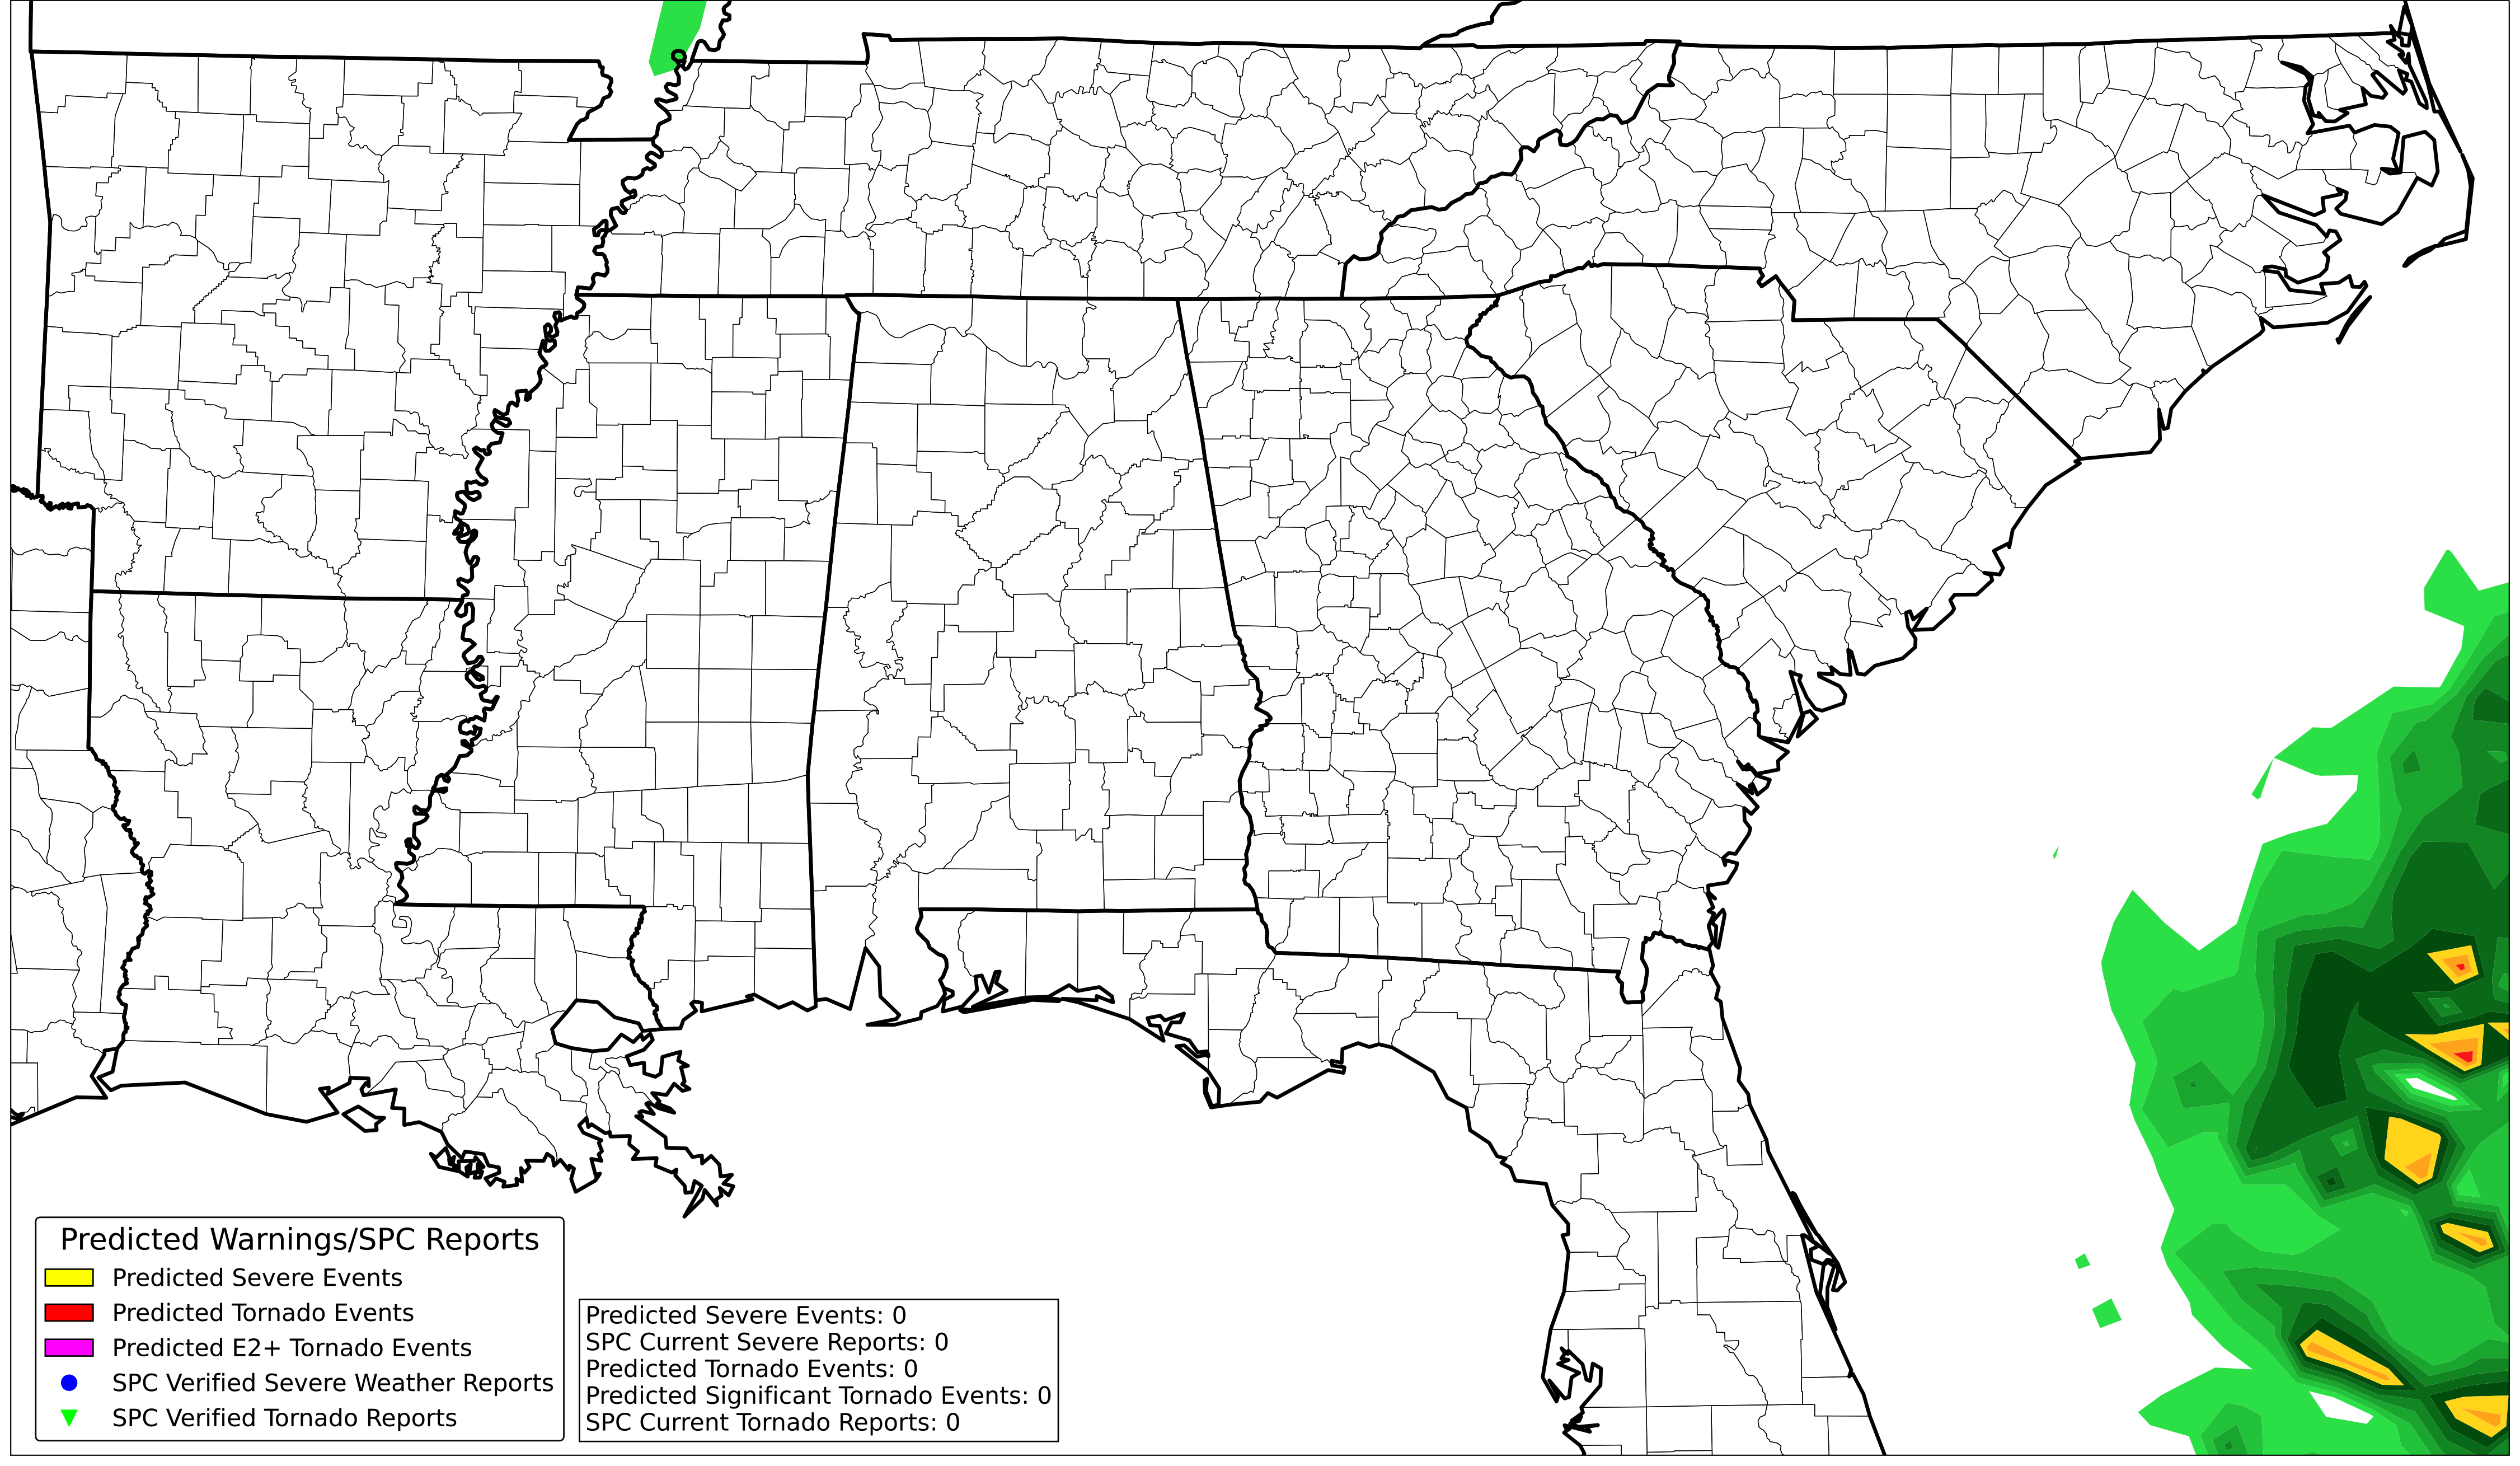 Predicted Warnings/SPC Reports
Predicted Severe Events
Predicted Tornado Events
Predicted E2+ Tornado Events
SPC Verified Severe Weather Reports
SPC Verified Tornado Reports
Predicted Severe Events: 0
SPC Current Severe Reports: 0
Predicted Tornado Events: 0
Predicted Significant Tornado Events: 0
SPC Current Tornado Reports: 0